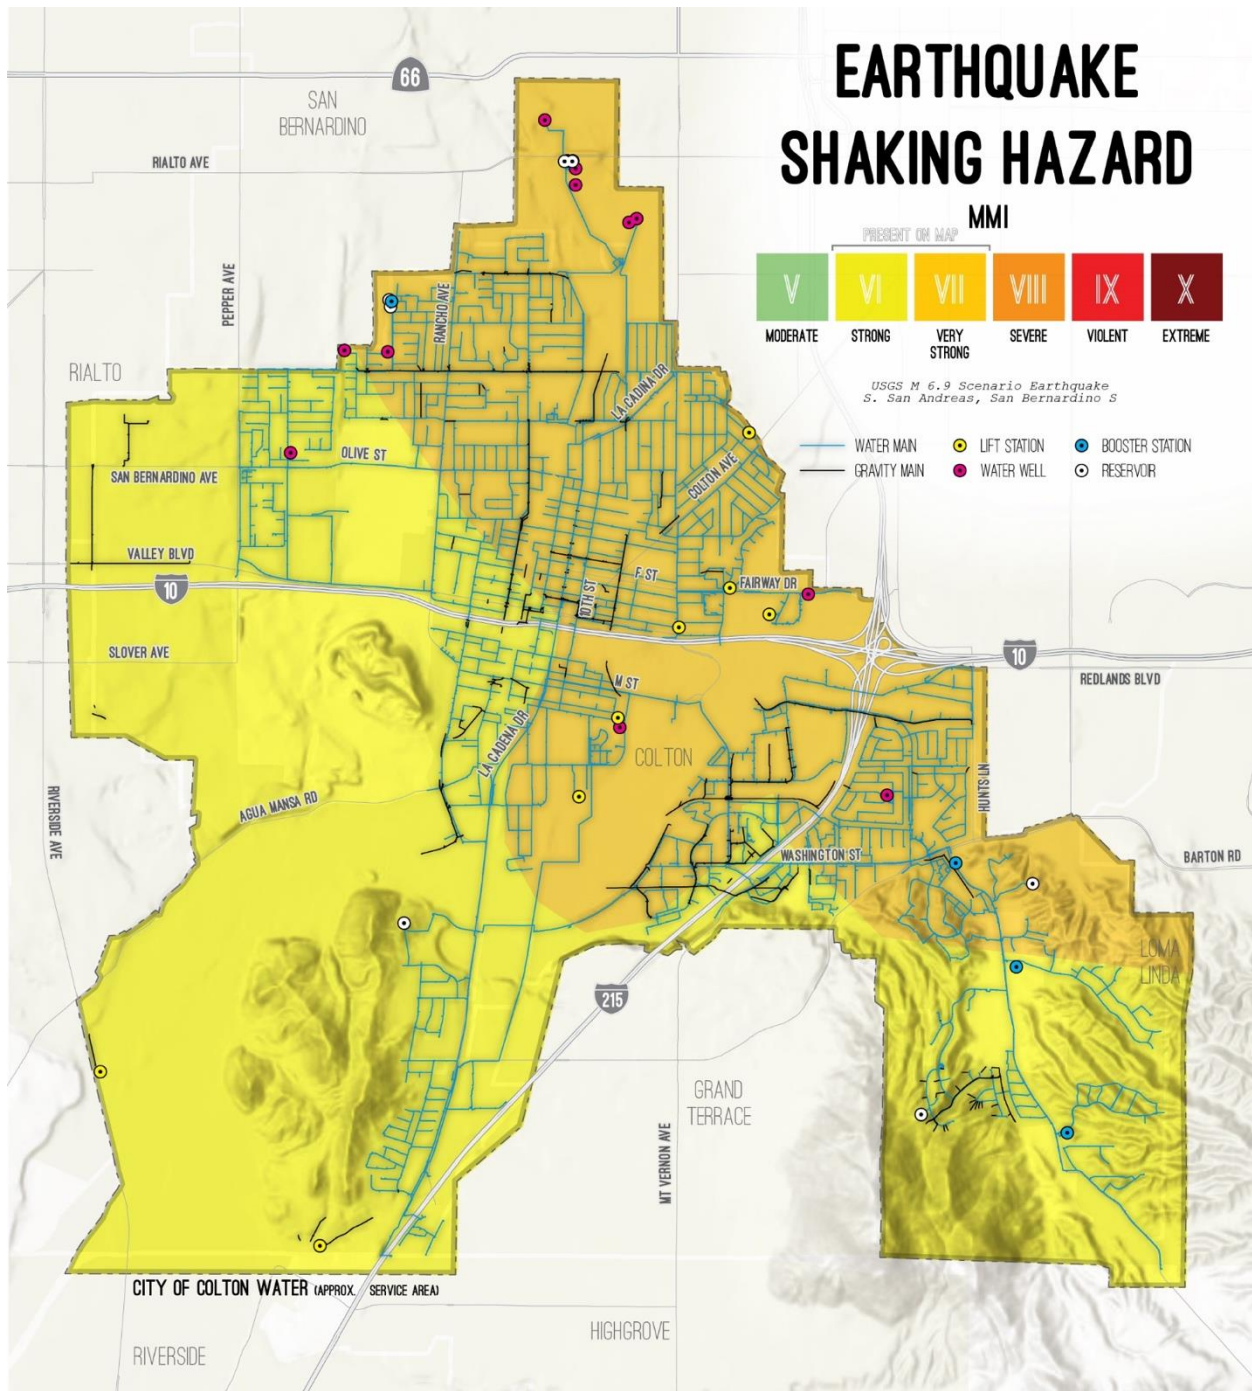 EARTHQUAKE
SHAKING HAZARD
MMI
PRESENT ON MAP
V
VI
VII
VIII
IX
X
MODERATE
STRONG
VERY
STRONG
SEVERE
VIOLENT
EXTREME
USGS M 6.9 Scenario Earthquake
S. San Andreas, San Bernardino S
WATER MAIN
LIFT STATION
BOOSTER STATION
GRAVITY MAIN
WATER WELL
RESERVOIR
66
SAN
BERNARDINO
RIALTO AVE
PEPPER AVE
RANCHO AVE
RIALTO
LA CADINA DR
OLIVE ST
SAN BERNARDINO AVE
COLTON AVE
VALLEY BLVD
10
10TH ST
F ST
FAIRWAY DR
SLOVER AVE
10
REDLANDS BLVD
M ST
LA CADENA DR
COLTON
HUNTS LN
RIVERSIDE AVE
AGUA MANSA RD
WASHINGTON ST
BARTON RD
LOMA
LINDA
215
GRAND
TERRACE
MT VERNON AVE
CITY OF COLTON WATER (APPROX. SERVICE AREA)
HIGHGROVE
RIVERSIDE